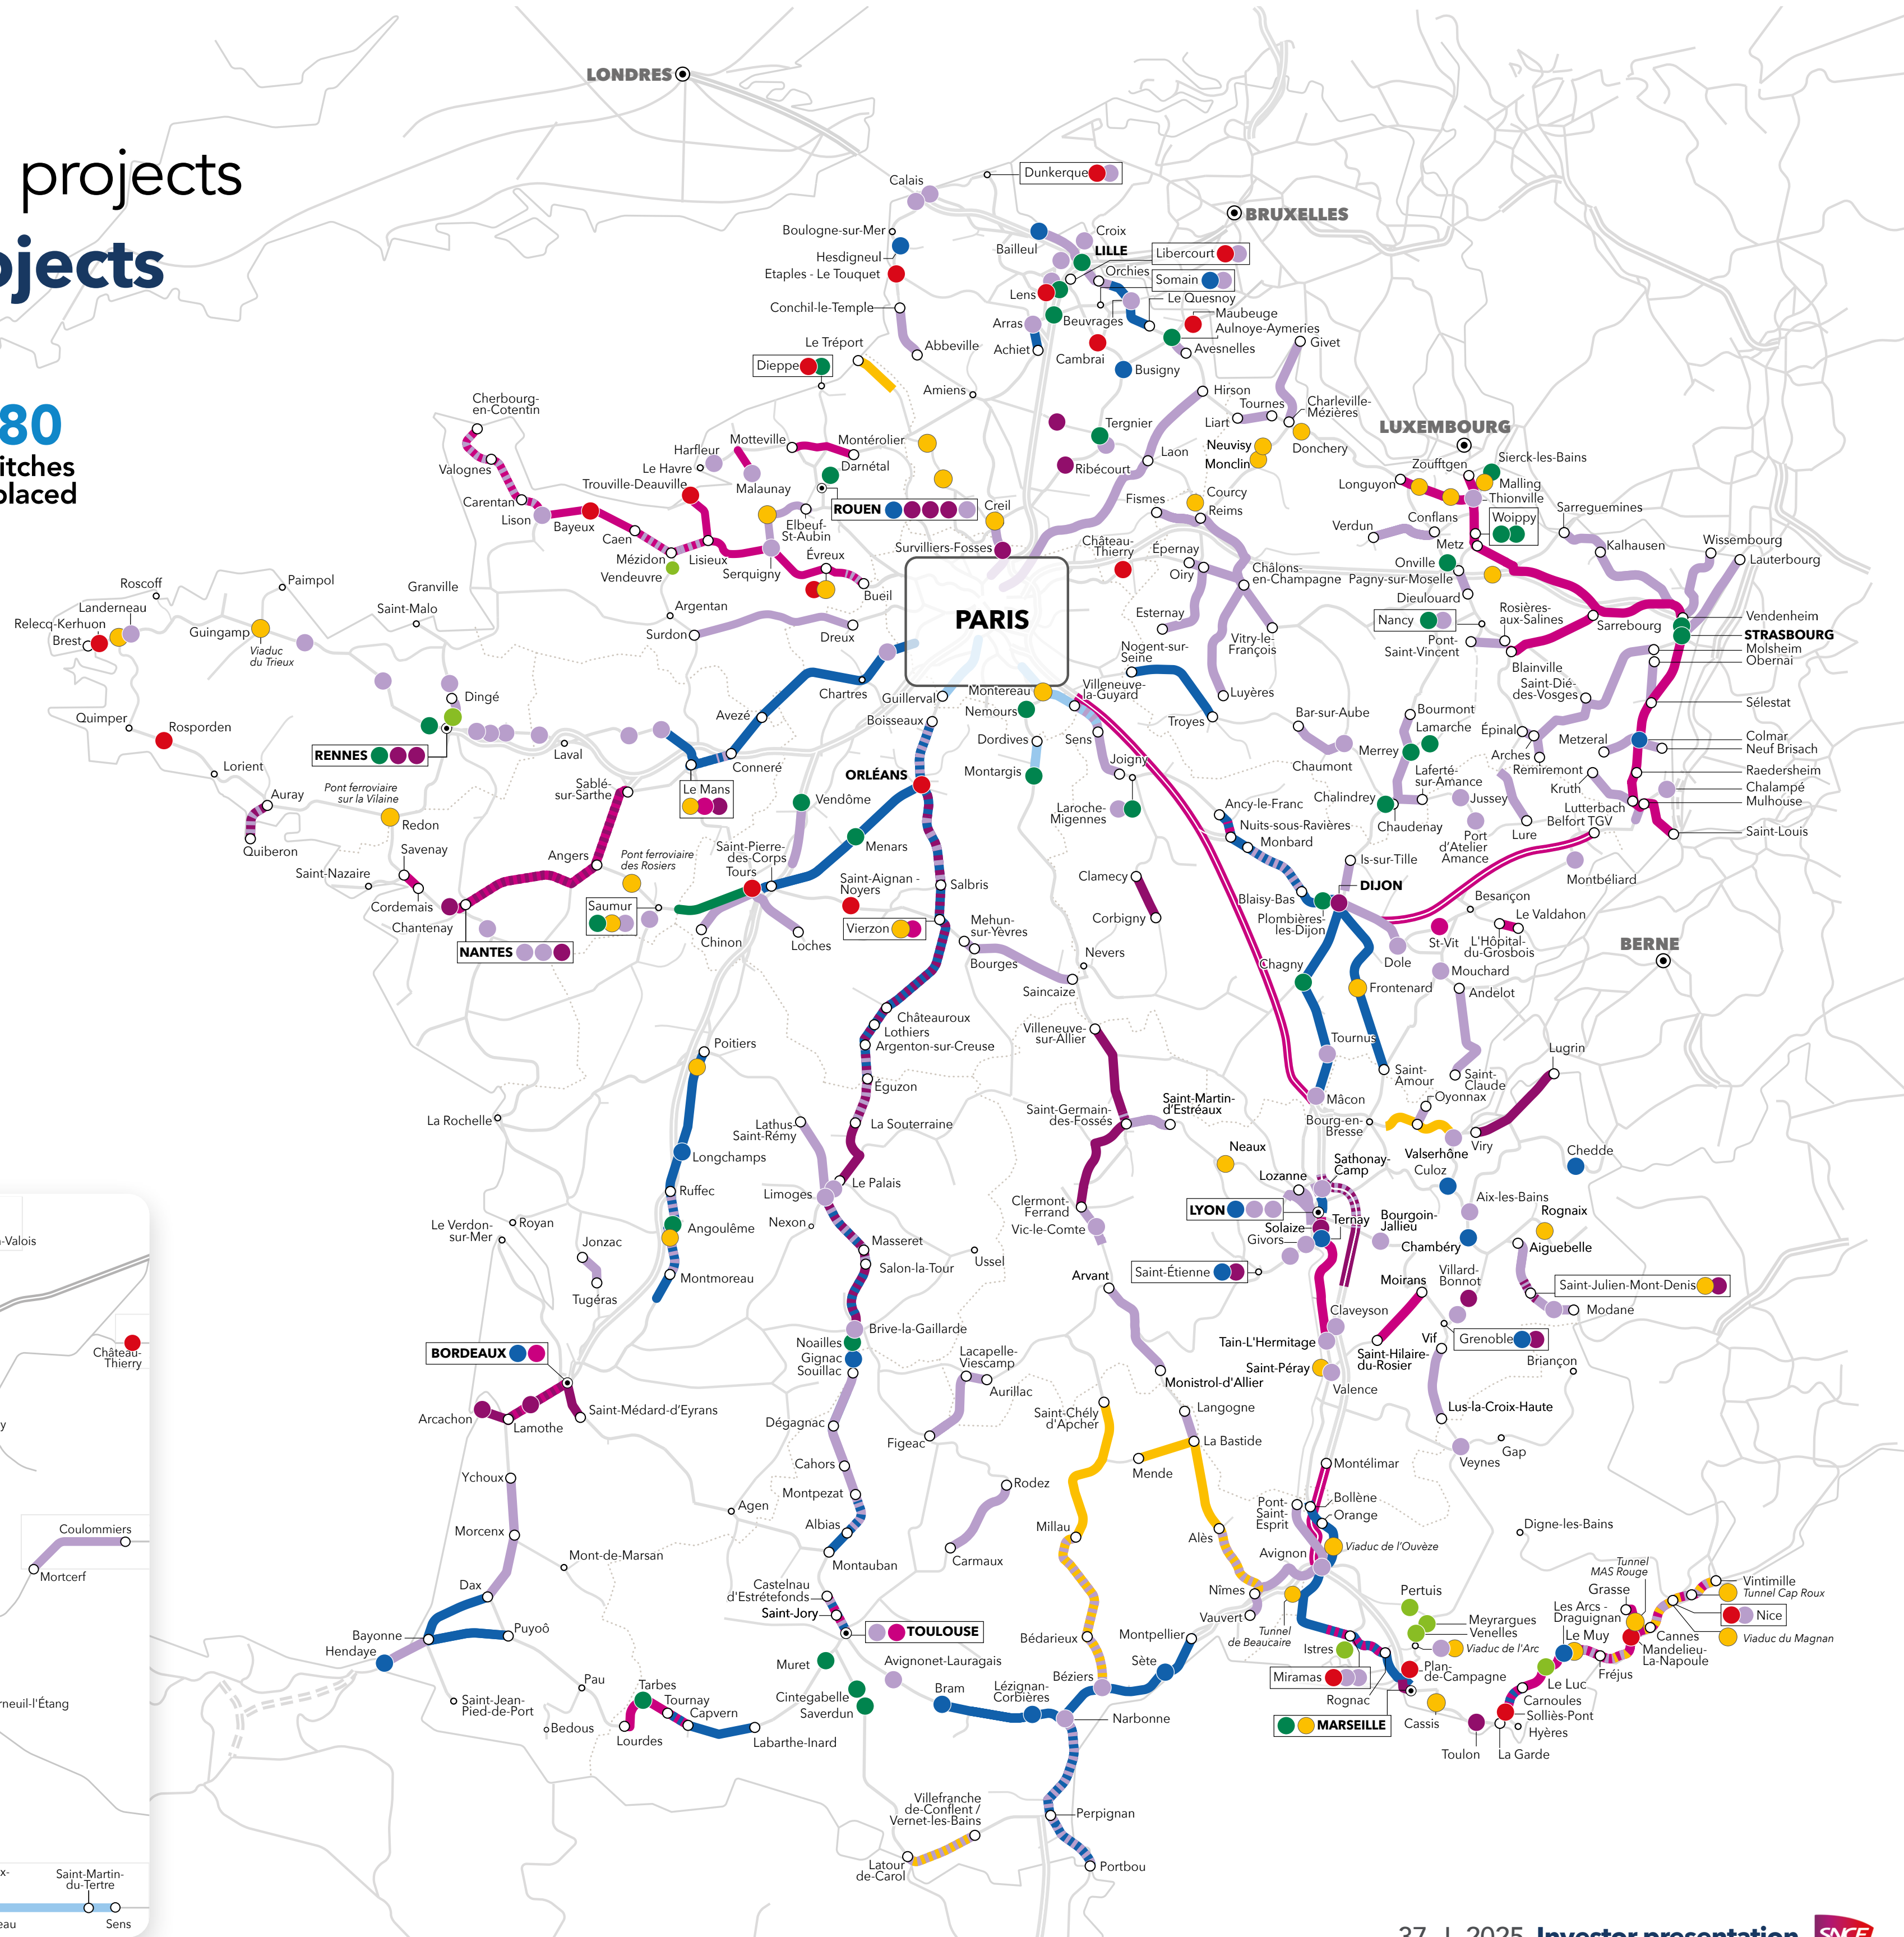 projects
ojects
80
itches
placed
LONDRES
Calais
Dunkerque
BRUXELLES
Boulogne-sur-Mer
Hesdigneul
Etaples - Le Touquet
Conchil-le-Temple
Abbeville
Bailleul
Croix
LILLE
Libercourt
Orchies
Somain
Lens
Le Quesnoy
Beuvrages
Maubeuge
Aulnoye-Aymeries
Arras
Achiet
Cambrai
Avesnelles
Busigny
Givet
Le Tréport
Dieppe
Amiens
Hirson
Tournes
Liart
Charleville-
Mézières
Neuvisy
Monclin
Donchery
LUXEMBOURG
Cherbourg-
en-Cotentin
Valognes
Carentan
Lison
Bayeux
Caen
Mézidon
Vendeuvre
Lisieux
Harfleur
Le Havre
Trouville-Deauville
Motteville
Montérolier
Malaunay
Darnétal
ROUEN
Elbeuf-
St-Aubin
Serquigny
Évreux
Bueil
Tergnier
Ribécourt
Laon
Creil
Survilliers-Fosses
Fismes
Courcy
Reims
Château-
Thierry
Épernay
Oiry
Châlons-
en-Champagne
Esternay
Vitry-le-
François
Luyères
Nogent-sur-
Seine
Troyes
Zoufftgen
Sierck-les-Bains
Longuyon
Malling
Thionville
Verdun
Conflans
Metz
Woippy
Sarreguemines
Kalhausen
Wissembourg
Lauterbourg
Onville
Pagny-sur-Moselle
Dieulouard
Nancy
Pont-
Saint-Vincent
Rosières-
aux-Salines
Blainville
Sarrebourg
Vendenheim
STRASBOURG
Molsheim
Obernai
Saint-Dié-
des-Vosges
Sélestat
Épinal
Arches
Metzeral
Colmar
Neuf Brisach
Remiremont
Kruth
Raedersheim
Chalampé
Mulhouse
Lutterbach
Belfort TGV
Saint-Louis
Lure
Montbéliard
Bar-sur-Aube
Chaumont
Bourmont
Lamarche
Merrey
Laferté-
sur-Amance
Chalindrey
Chaudenay
Jussey
Port
d'Atelier
Amance
Roscoff
Landerneau
Relecq-Kerhuon
Brest
Paimpol
Guingamp
Viaduc
du Trieux
Granville
Saint-Malo
Argentan
Surdon
Dreux
PARIS
Quimper
Rosporden
Lorient
Auray
Quiberon
Dingé
RENNES
Laval
Pont ferroviaire
sur la Vilaine
Redon
Savenay
Saint-Nazaire
Cordemais
Chantenay
NANTES
Sablé-
sur-Sarthe
Angers
Le Mans
Conneré
Avezé
Chartres
Pont ferroviaire
des Rosiers
Saumur
Vendôme
Menars
Saint-Pierre-
des-Corps
Tours
Chinon
Loches
Saint-Aignan -
Noyers
Vierzon
Guillerval
Boisseaux
ORLÉANS
Salbris
Mehun-
sur-Yèvres
Bourges
Saincaize
Nevers
Montereau
Nemours
Dordives
Montargis
Villeneuve-
la-Guyard
Sens
Joigny
Laroche-
Migennes
Clamecy
Corbigny
Ancy-le-Franc
Nuits-sous-Ravières
Monbard
Blaisy-Bas
Plombières-
les-Dijon
Is-sur-Tille
DIJON
Besançon
Le Valdahon
St-Vit
L'Hôpital-
du-Grosbois
Dole
Mouchard
Andelot
Chagny
Frontenard
Tournus
Saint-
Amour
Saint-
Claude
Mâcon
BERNE
Lugrin
Oyonnax
Bourg-en-
Bresse
Valserhône
Viry
Châteauroux
Lothiers
Argenton-sur-Creuse
Éguzon
La Souterraine
Villeneuve-
sur-Allier
Saint-Germain-
des-Fossés
Saint-Martin-
d'Estréaux
Poitiers
La Rochelle
Lathus-
Saint-Rémy
Longchamps
Ruffec
Angoulême
Montmoreau
Royan
Le Verdon-
sur-Mer
Jonzac
Tugéras
Limoges
Le Palais
Nexon
Masseret
Salon-la-Tour
Ussel
Clermont-
Ferrand
Vic-le-Comte
Arvant
Monistrol-d'Allier
Neaux
Lozanne
Sathonay-
Camp
LYON
Solaize
Ternay
Givors
Saint-Étienne
Bourgoin-
Jallieu
Culoz
Chedde
Aix-les-Bains
Rognaix
Chambéry
Aiguebelle
Saint-Julien-Mont-Denis
Modane
Villard-
Bonnot
Moirans
Claveyson
Tain-L'Hermitage
Saint-Hilaire-
du-Rosier
Vif
Grenoble
Briançon
Saint-Péray
Valence
Lus-la-Croix-Haute
Gap
Veynes
Brive-la-Gaillarde
Noailles
Gignac
Souillac
Lacapelle-
Viescamp
Aurillac
Figeac
Dégagnac
Cahors
Montpezat
Albias
Montauban
Rodez
Carmaux
Agen
BORDEAUX
Arcachon
Lamothe
Saint-Médard-d'Eyrans
Ychoux
Morcenx
Mont-de-Marsan
Dax
Bayonne
Hendaye
Puyoô
Saint-Jean-
Pied-de-Port
Pau
Bedous
Tarbes
Lourdes
Tournay
Capvern
Labarthe-Inard
Castelnau
d'Estrétefonds
Saint-Jory
TOULOUSE
Muret
Avignonet-Lauragais
Cintegabelle
Saverdun
Bram
Lézignan-
Corbières
Narbonne
Béziers
Bédarieux
Sète
Montpellier
Perpignan
Portbou
Villefranche
de-Conflent /
Vernet-les-Bains
Latour
de-Carol
Saint-Chély
d'Apcher
Millau
Langogne
La Bastide
Mende
Alès
Nîmes
Vauvert
Montélimar
Pont-
Saint-
Esprit
Bollène
Orange
Avignon
Viaduc de l'Ouvèze
Tunnel
de Beaucaire
Istres
Miramas
Rognac
MARSEILLE
Pertuis
Meyrargues
Venelles
Viaduc de l'Arc
Plan-
de-Campagne
Cassis
Toulon
La Garde
Hyères
Solliès-Pont
Carnoules
Le Luc
Le Muy
Les Arcs -
Draguignan
Fréjus
Digne-les-Bains
Tunnel
MAS Rouge
Grasse
Cannes
Mandelieu-
La-Napoule
Vintimille
Tunnel Cap Roux
Nice
Viaduc du Magnan
-Valois
Château-
Thierry
y
Coulommiers
Mortcerf
rneuil-l'Étang
x-
Saint-Martin-
du-Tertre
eau
Sens
37 | 2025 Investor presentation
SNCF